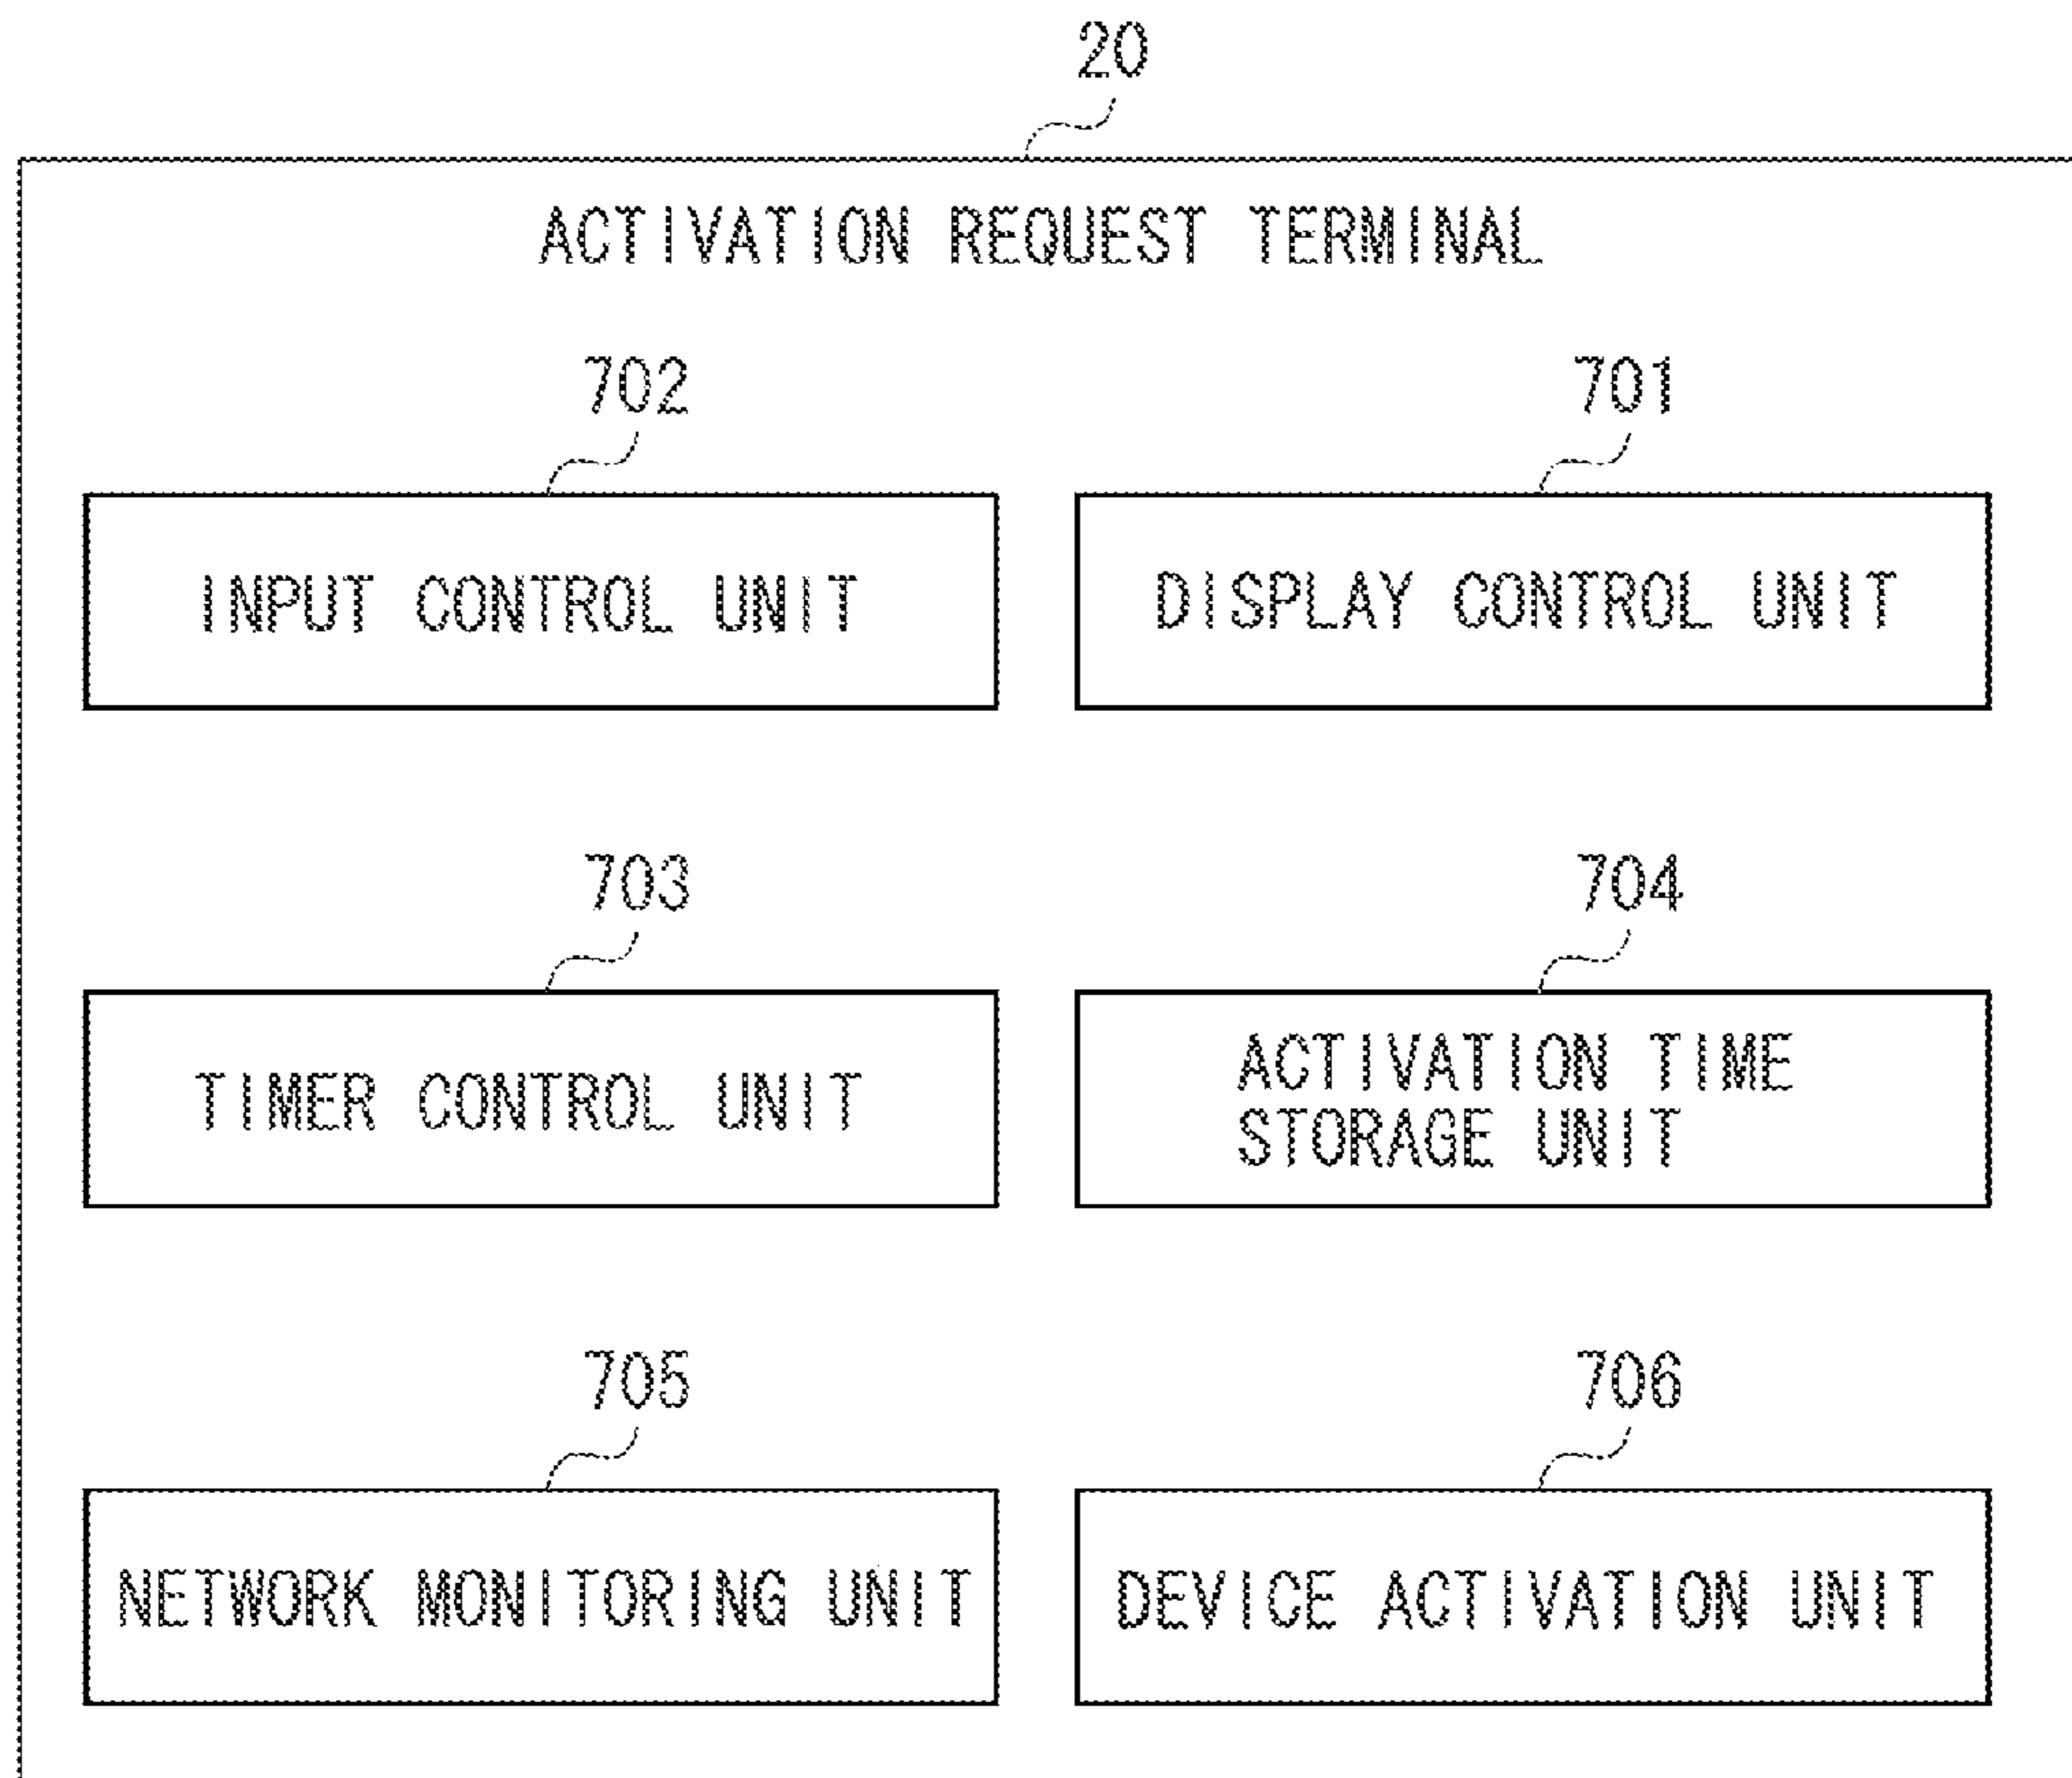 20
ACTIVATION REQUEST TERMINAL
702
701
INPUT CONTROL UNIT
DISPLAY CONTROL UNIT
703
704
TIMER CONTROL UNIT
ACTIVATION TIME
STORAGE UNIT
705
706
NETWORK MONITORING UNIT
DEVICE ACTIVATION UNIT